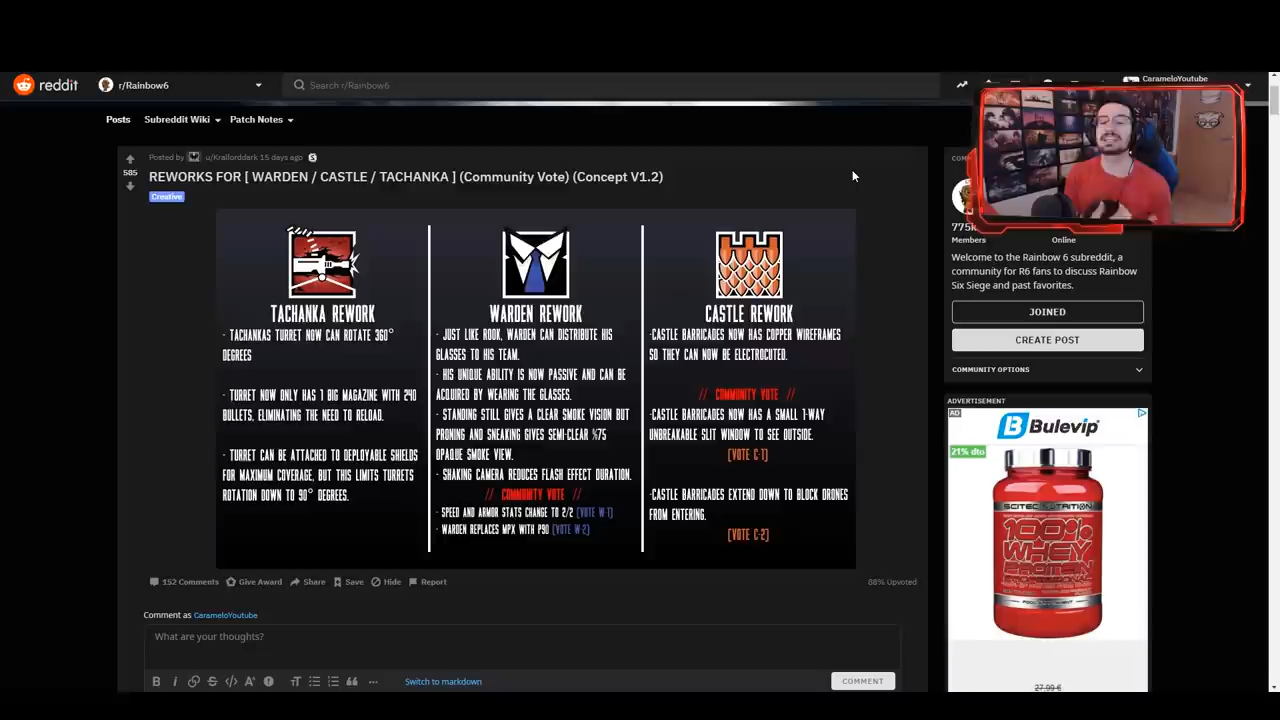 reddit
r/Rainbow6
Search r/Rainbow6
CarameloYoutube
Posts
Subreddit Wiki
Patch Notes
Posted by u/Krallorddark 15 days ago
585
REWORKS FOR [ WARDEN / CASTLE / TACHANKA ] (Community Vote) (Concept V1.2)
Creative
TACHANKA REWORK
- TACHANKAS TURRET NOW CAN ROTATE 360°
DEGREES
- TURRET NOW ONLY HAS 1 BIG MAGAZINE WITH 240
BULLETS, ELIMINATING THE NEED TO RELOAD.
- TURRET CAN BE ATTACHED TO DEPLOYABLE SHIELDS
FOR MAXIMUM COVERAGE, BUT THIS LIMITS TURRETS
ROTATION DOWN TO 90° DEGREES.
WARDEN REWORK
- JUST LIKE ROOK, WARDEN CAN DISTRIBUTE HIS
GLASSES TO HIS TEAM.
- HIS UNIQUE ABILITY IS NOW PASSIVE AND CAN BE
ACQUIRED BY WEARING THE GLASSES.
- STANDING STILL GIVES A CLEAR SMOKE VISION BUT
PRONING AND SNEAKING GIVES SEMI-CLEAR %75
OPAQUE SMOKE VIEW.
- SHAKING CAMERA REDUCES FLASH EFFECT DURATION.
// COMMUNITY VOTE //
- SPEED AND ARMOR STATS CHANGE TO 2/2 (VOTE W-1)
- WARDEN REPLACES MPX WITH P90 (VOTE W-2)
CASTLE REWORK
-CASTLE BARRICADES NOW HAS COPPER WIREFRAMES
SO THEY CAN NOW BE ELECTROCUTED.
// COMMUNITY VOTE //
-CASTLE BARRICADES NOW HAS A SMALL 1-WAY
UNBREAKABLE SLIT WINDOW TO SEE OUTSIDE.
(VOTE C-1)
-CASTLE BARRICADES EXTEND DOWN TO BLOCK DRONES
FROM ENTERING.
(VOTE C-2)
152 Comments
Give Award
Share
Save
Hide
Report
88% Upvoted
Comment as CarameloYoutube
What are your thoughts?
B i
Switch to markdown
COMMENT
775k
Members
Online
Welcome to the Rainbow 6 subreddit, a
community for R6 fans to discuss Rainbow
Six Siege and past favorites.
JOINED
CREATE POST
COMMUNITY OPTIONS
ADVERTISEMENT
AD
Bulevip
21% dto
SCITEC NUTRITION
100%
WHEY
PROTEIN
PROFESSIONAL
27.99 €